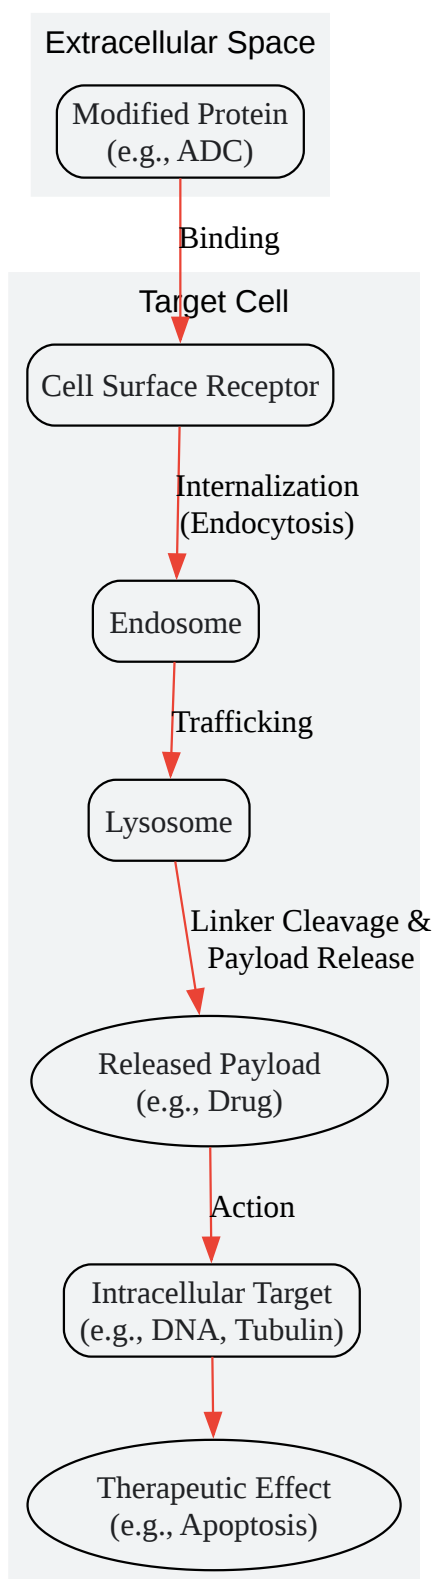 Extracellular Space
Modified Protein
(e.g., ADC)
Binding
Target Cell
Cell Surface Receptor
Internalization
(Endocytosis)
Endosome
Trafficking
Lysosome
Linker Cleavage &
Payload Release
Released Payload
(e.g., Drug)
Action
Intracellular Target
(e.g., DNA, Tubulin)
Therapeutic Effect
(e.g., Apoptosis)